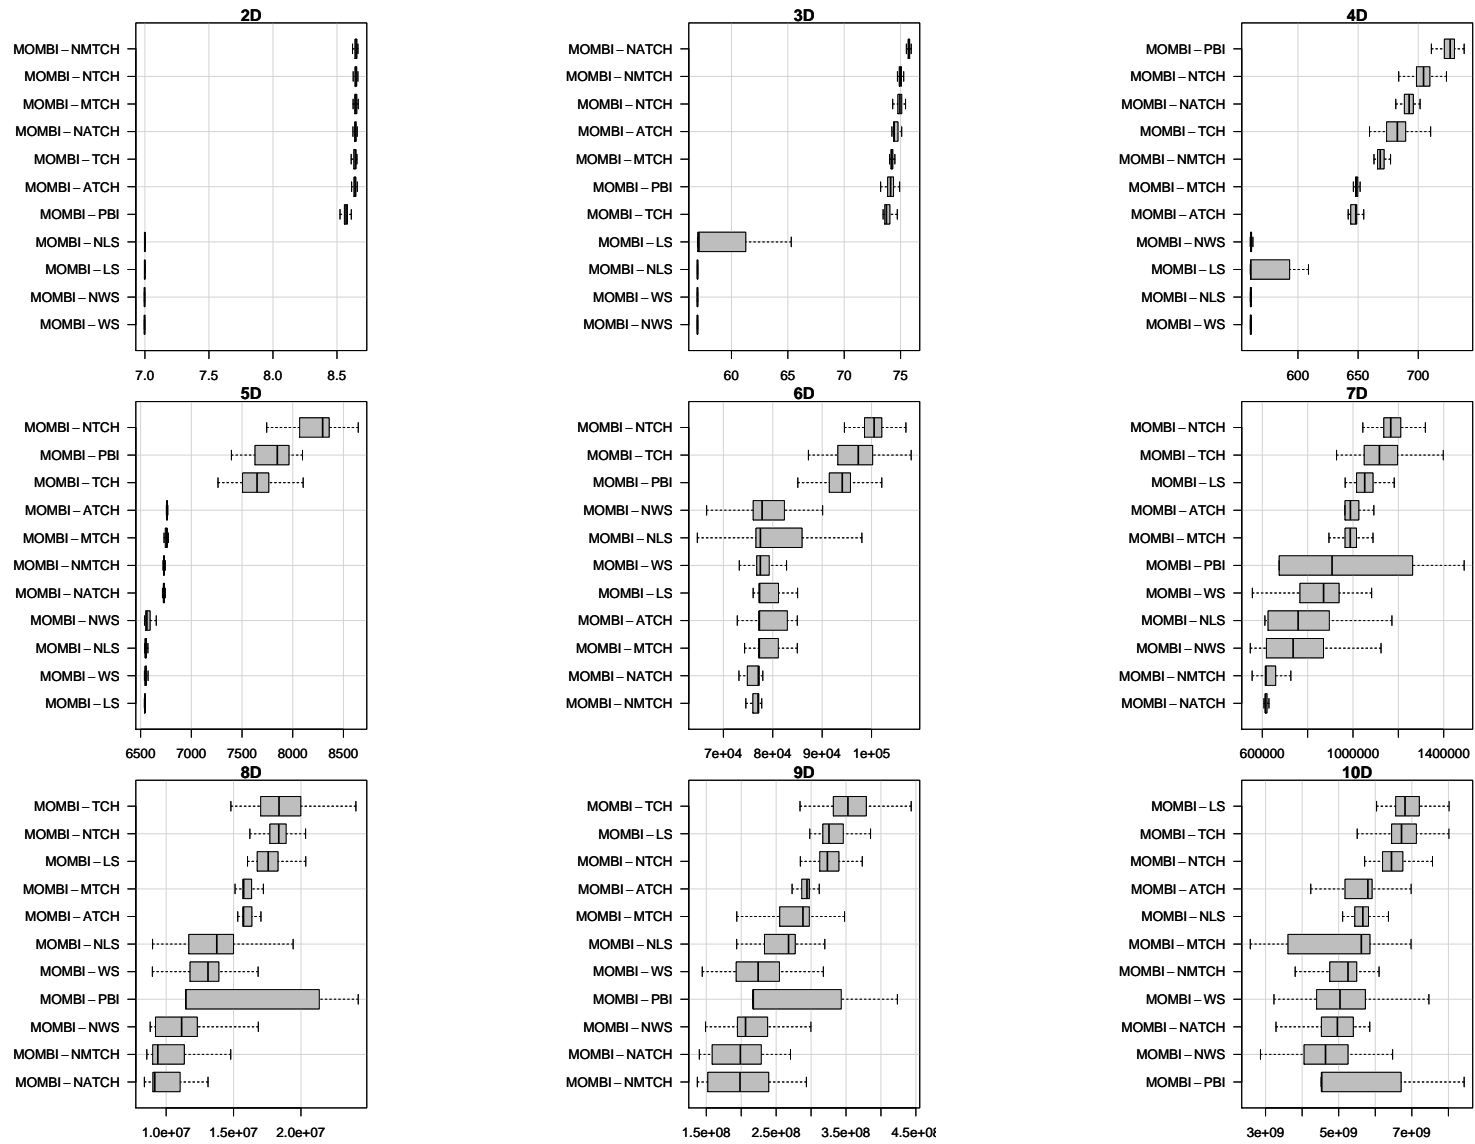 2D
MOMBI−NMTCH
MOMBI−NTCH
MOMBI−MTCH
MOMBI−NATCH
MOMBI−TCH
MOMBI−ATCH
MOMBI−PBI
MOMBI−NLS
MOMBI−LS
MOMBI−NWS
MOMBI−WS
7.0 7.5 8.0 8.5
3D
MOMBI−NATCH
MOMBI−NMTCH
MOMBI−NTCH
MOMBI−ATCH
MOMBI−MTCH
MOMBI−PBI
MOMBI−TCH
MOMBI−LS
MOMBI−NLS
MOMBI−WS
MOMBI−NWS
60 65 70 75
4D
MOMBI−PBI
MOMBI−NTCH
MOMBI−NATCH
MOMBI−TCH
MOMBI−NMTCH
MOMBI−MTCH
MOMBI−ATCH
MOMBI−NWS
MOMBI−LS
MOMBI−NLS
MOMBI−WS
600 650 700
5D
MOMBI−NTCH
MOMBI−PBI
MOMBI−TCH
MOMBI−ATCH
MOMBI−MTCH
MOMBI−NMTCH
MOMBI−NATCH
MOMBI−NWS
MOMBI−NLS
MOMBI−WS
MOMBI−LS
6500 7000 7500 8000 8500
6D
MOMBI−NTCH
MOMBI−TCH
MOMBI−PBI
MOMBI−NWS
MOMBI−NLS
MOMBI−WS
MOMBI−LS
MOMBI−ATCH
MOMBI−MTCH
MOMBI−NATCH
MOMBI−NMTCH
7e+04 8e+04 9e+04 1e+05
7D
MOMBI−NTCH
MOMBI−TCH
MOMBI−LS
MOMBI−ATCH
MOMBI−MTCH
MOMBI−PBI
MOMBI−WS
MOMBI−NLS
MOMBI−NWS
MOMBI−NMTCH
MOMBI−NATCH
600000 1000000 1400000
8D
MOMBI−TCH
MOMBI−NTCH
MOMBI−LS
MOMBI−MTCH
MOMBI−ATCH
MOMBI−NLS
MOMBI−WS
MOMBI−PBI
MOMBI−NWS
MOMBI−NMTCH
MOMBI−NATCH
1.0e+07 1.5e+07 2.0e+07
9D
MOMBI−TCH
MOMBI−LS
MOMBI−NTCH
MOMBI−ATCH
MOMBI−MTCH
MOMBI−NLS
MOMBI−WS
MOMBI−PBI
MOMBI−NWS
MOMBI−NATCH
MOMBI−NMTCH
1.5e+08 2.5e+08 3.5e+08
10D
MOMBI−LS
MOMBI−TCH
MOMBI−NTCH
MOMBI−ATCH
MOMBI−NLS
MOMBI−MTCH
MOMBI−NMTCH
MOMBI−WS
MOMBI−NATCH
MOMBI−NWS
MOMBI−PBI
3e+09 5e+09 7e+09